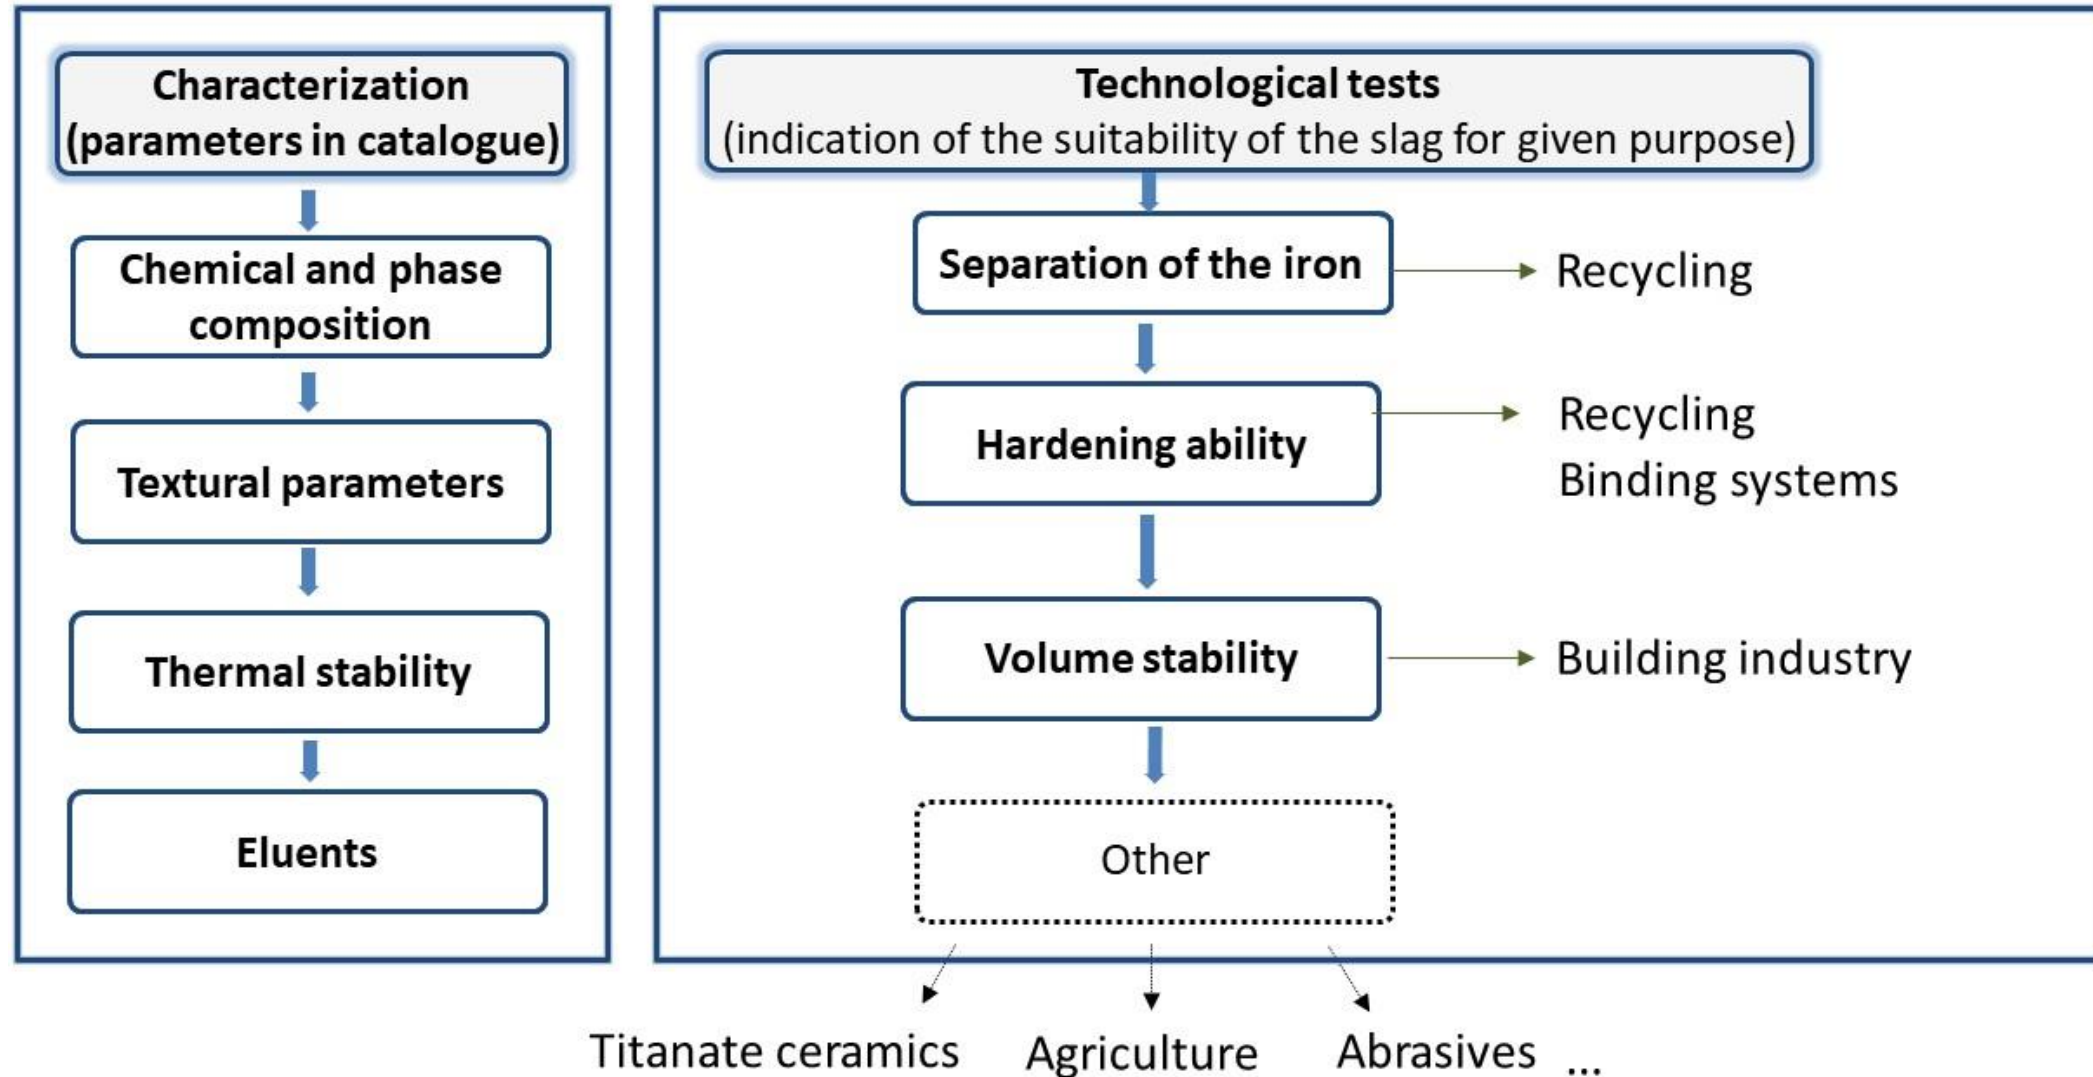 Characterization
(parameters in catalogue)
Chemical and phase
composition
Textural parameters
Thermal stability
Eluents
Technological tests
(indication of the suitability of the slag for given purpose)
Separation of the iron
Recycling
Hardening ability
Recycling
Binding systems
Volume stability
Building industry
Other
Titanate ceramics
Agriculture
Abrasives ...